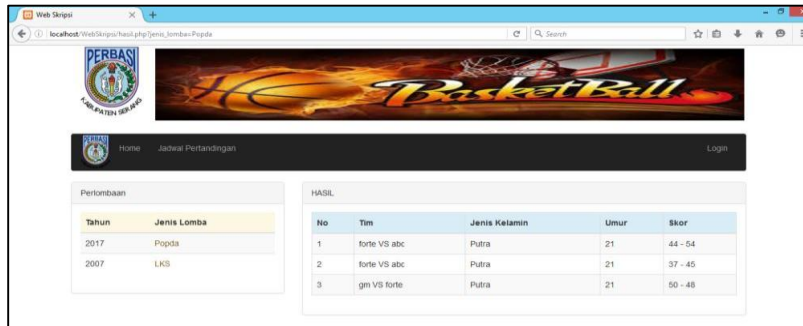 Web Skripsi
localhost/WebSkripsi/hasil.php?jenis_lomba=Popda
Search
PERBASI
KABUPATEN SERANG
BasketBall
PERBASI
Home Jadwal Pertandingan Login
Perlombaan
Tahun Jenis Lomba
2017 Popda
2007 LKS
HASIL
No Tim Jenis Kelamin Umur Skor
1 forte VS abc Putra 21 44 - 54
2 forte VS abc Putra 21 37 - 45
3 gm VS forte Putra 21 50 - 48